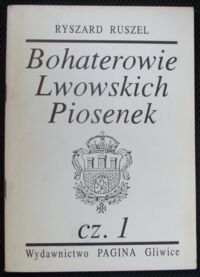 RYSZARD RUSZEL
Bohaterowie
Lwowskich
Piosenek
cz. 1
Wydawnictwo PAGINA Gliwice